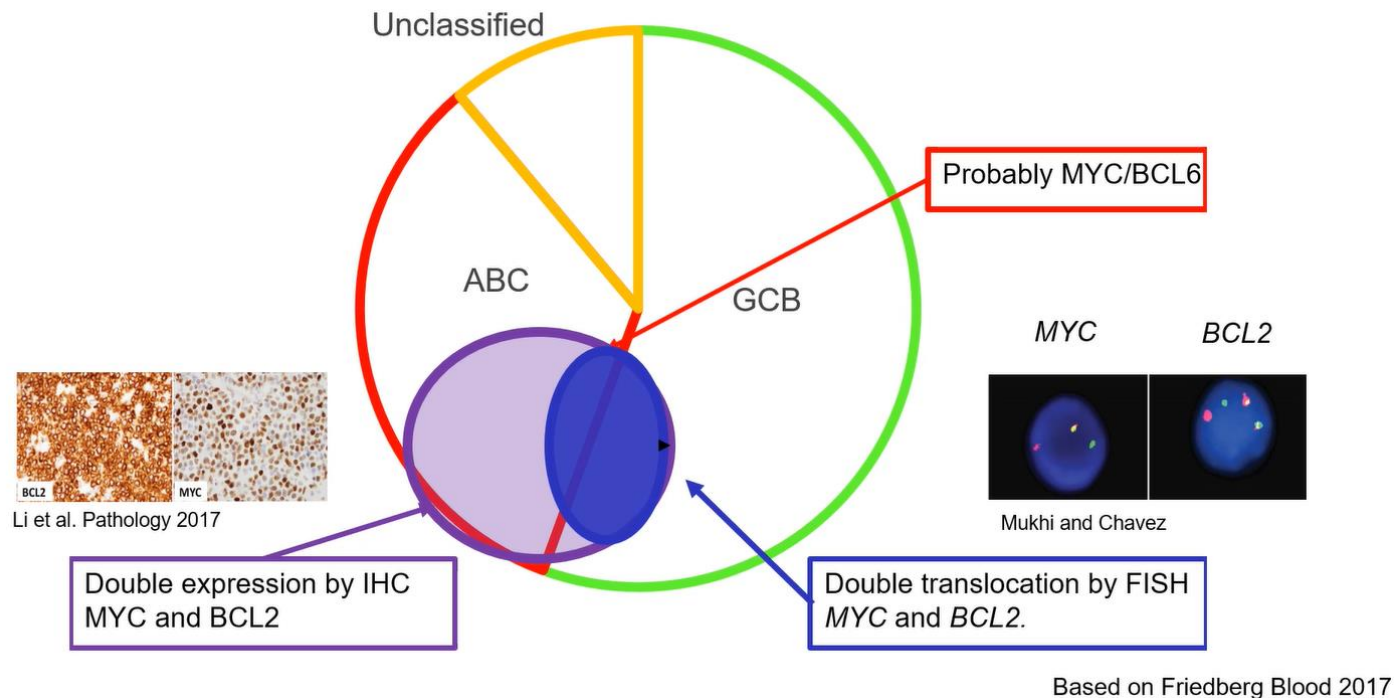 Unclassified
Probably MYC/BCL6
ABC
GCB
MYC
BCL2
BCL2
MYC
Li et al. Pathology 2017
Mukhi and Chavez
Double expression by IHC
MYC and BCL2
Double translocation by FISH
MYC and BCL2.
Based on Friedberg Blood 2017